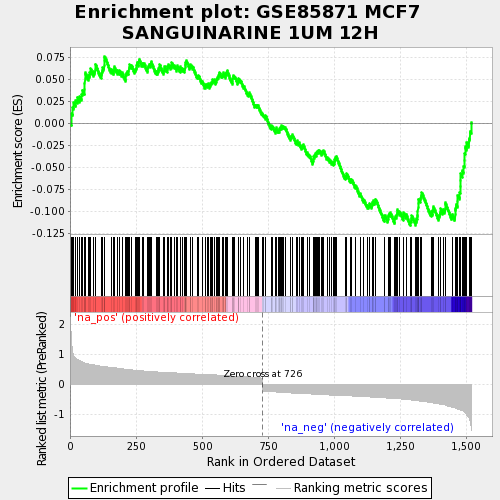 Enrichment plot: GSE85871 MCF7
SANGUINARINE 1UM 12H
Enrichment score (ES)
0.075
0.050
0.025
0.000
-0.025
-0.050
-0.075
-0.100
-0.125
Ranked list metric (PreRanked)
'na_pos' (positively correlated)
2
1
0
-1
Zero cross at 726
'na_neg' (negatively correlated)
0 250 500 750 1,000 1,250 1,500
Rank in Ordered Dataset
Enrichment profile Hits Ranking metric scores